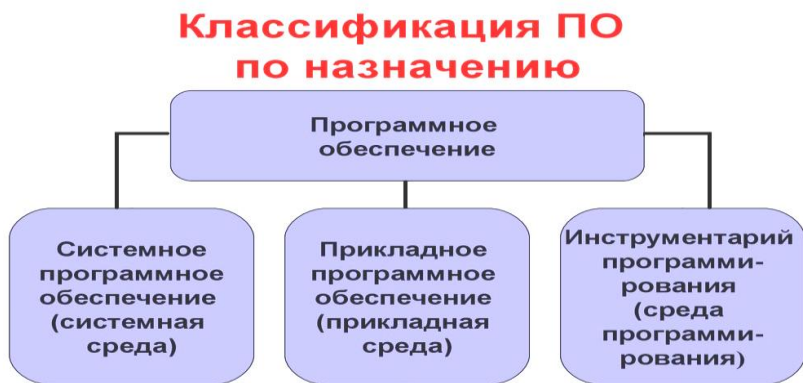 Классификация ПО
по назначению
Программное
обеспечение
Системное
программное
обеспечение
(системная
среда)
Прикладное
программное
обеспечение
(прикладная
среда)
Инструментарий
программи-
рования
(среда
программи-
рования)